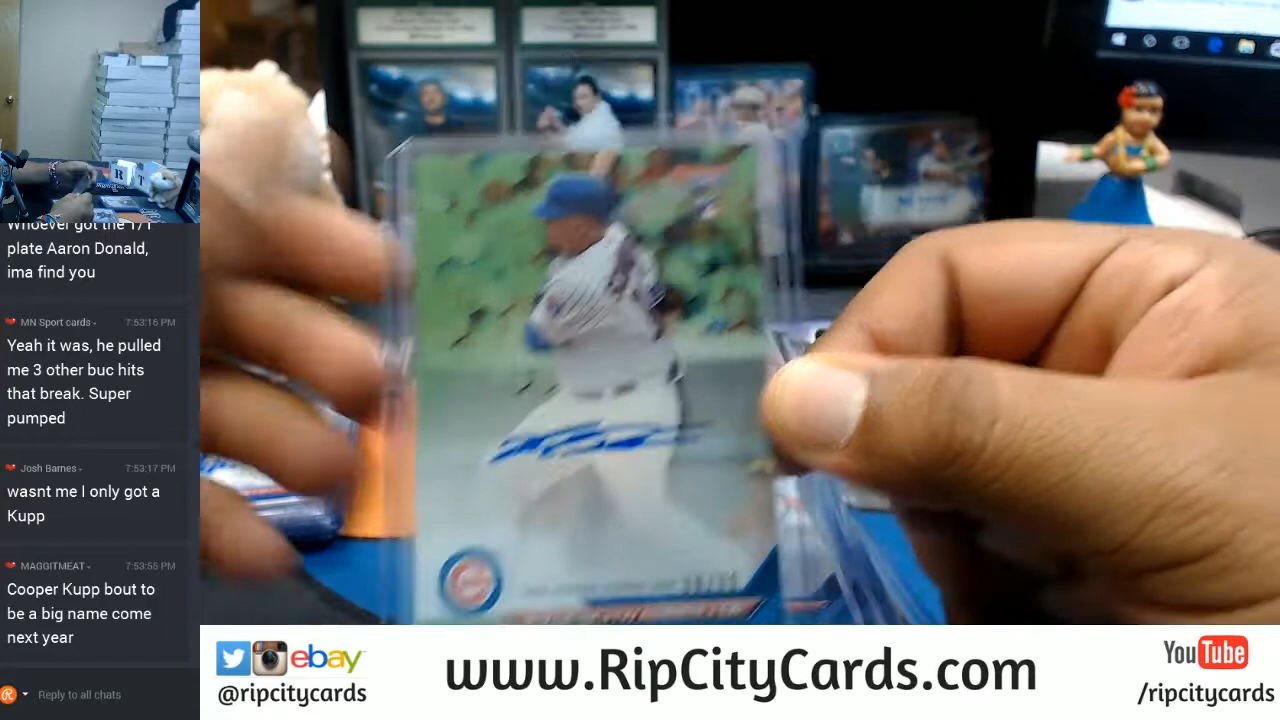 Whoever got the 1/1
plate Aaron Donald,
ima find you
MN Sport cards 7:53:16 PM
Yeah it was, he pulled
me 3 other buc hits
that break. Super
pumped
Josh Barnes 7:53:17 PM
wasnt me I only got a
Kupp
MAGGITMEAT 7:53:55 PM
Cooper Kupp bout to
be a big name come
next year
Reply to all chats
ebay
@ripcitycards
www.RipCityCards.com
YouTube
/ripcitycards